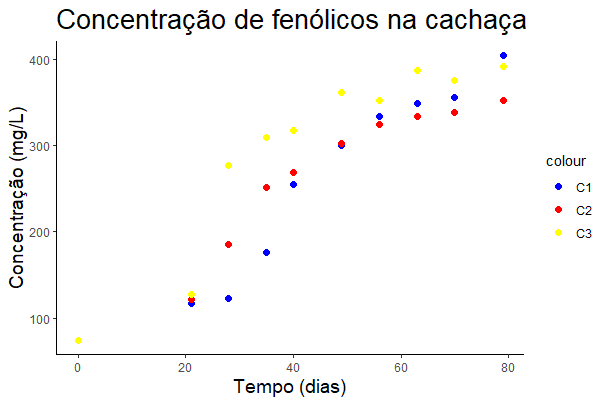 Concentração de fenólicos na cachaça
Concentração (mg/L)
400
300
200
100
0
20
40
60
80
Tempo (dias)
colour
C1
C2
C3